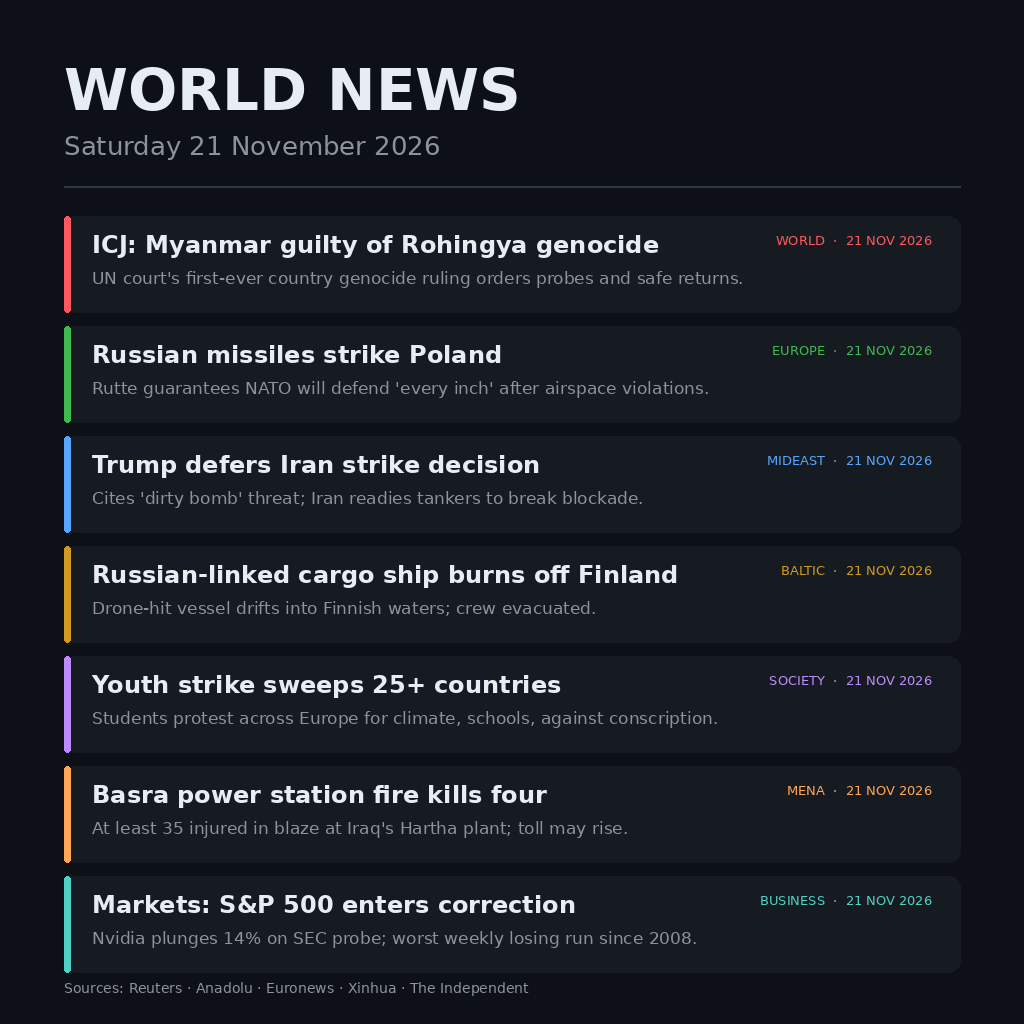 WORLD NEWS
Saturday 21 November 2026
ICJ: Myanmar guilty of Rohingya genocide
WORLD · 21 NOV 2026
UN court's first-ever country genocide ruling orders probes and safe returns.
Russian missiles strike Poland
EUROPE · 21 NOV 2026
Rutte guarantees NATO will defend 'every inch' after airspace violations.
Trump defers Iran strike decision
MIDEAST · 21 NOV 2026
Cites 'dirty bomb' threat; Iran readies tankers to break blockade.
Russian-linked cargo ship burns off Finland
BALTIC · 21 NOV 2026
Drone-hit vessel drifts into Finnish waters; crew evacuated.
Youth strike sweeps 25+ countries
SOCIETY · 21 NOV 2026
Students protest across Europe for climate, schools, against conscription.
Basra power station fire kills four
MENA · 21 NOV 2026
At least 35 injured in blaze at Iraq's Hartha plant; toll may rise.
Markets: S&P 500 enters correction
BUSINESS · 21 NOV 2026
Nvidia plunges 14% on SEC probe; worst weekly losing run since 2008.
Sources: Reuters · Anadolu · Euronews · Xinhua · The Independent